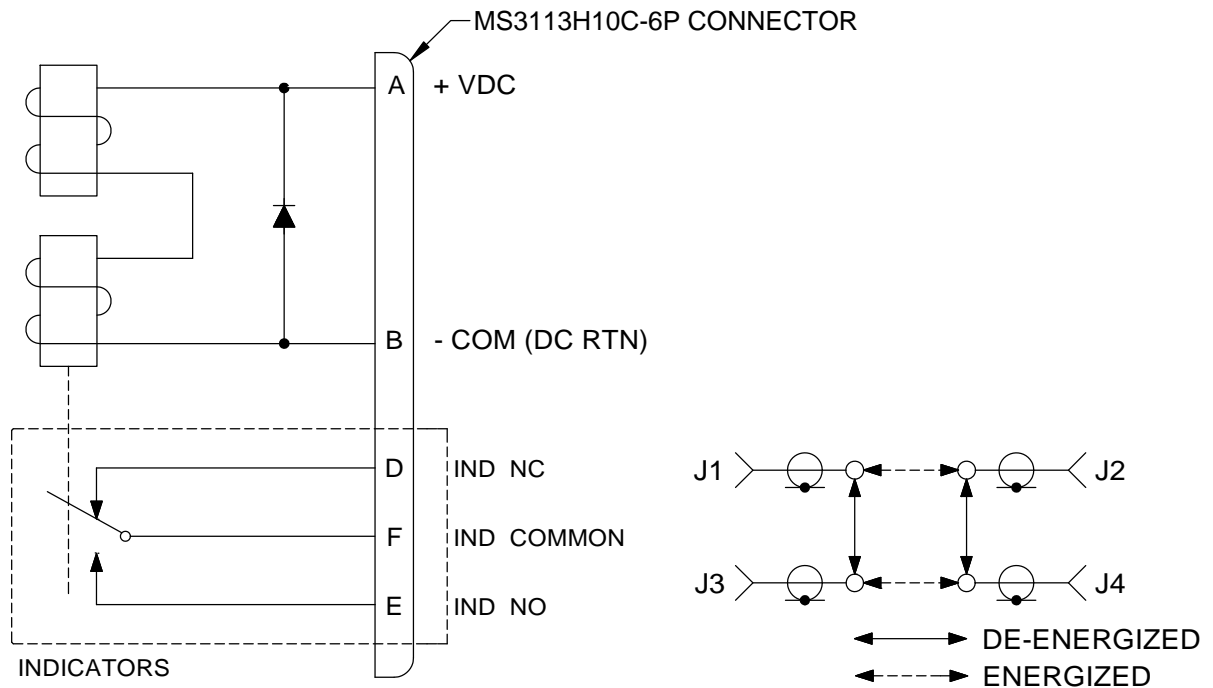 MS3113H10C-6P CONNECTOR
A + VDC
B - COM (DC RTN)
D IND NC
F IND COMMON
E IND NO
INDICATORS
J1 J2
J3 J4
DE-ENERGIZED
ENERGIZED